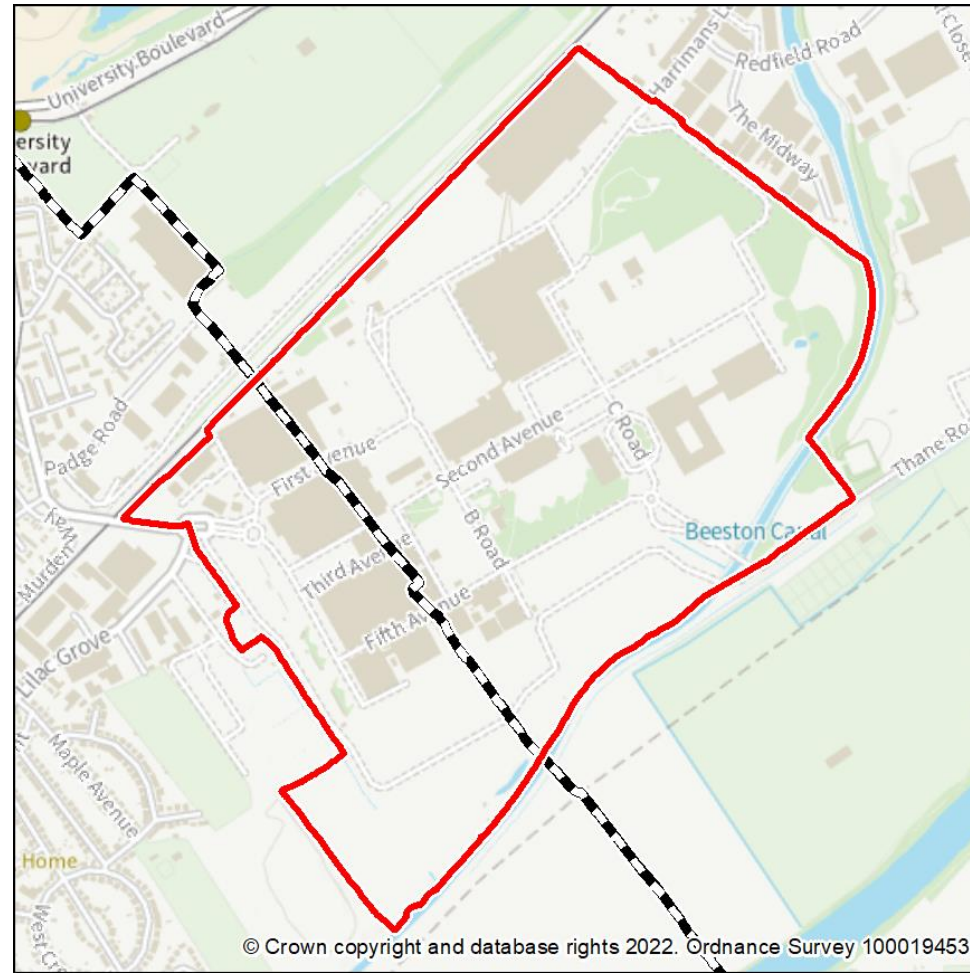 University Boulevard
ersity
vard
Harrimans L
Redfield Road
Close
The Midway
Padge Road
First Avenue
Second Avenue
C Road
Thane Ro
Murden
Way
Third Avenue
B Road
Beeston Canal
Fifth Avenue
Lilac Grove
Maple Avenue
Home
West Cr
© Crown copyright and database rights 2022. Ordnance Survey 100019453